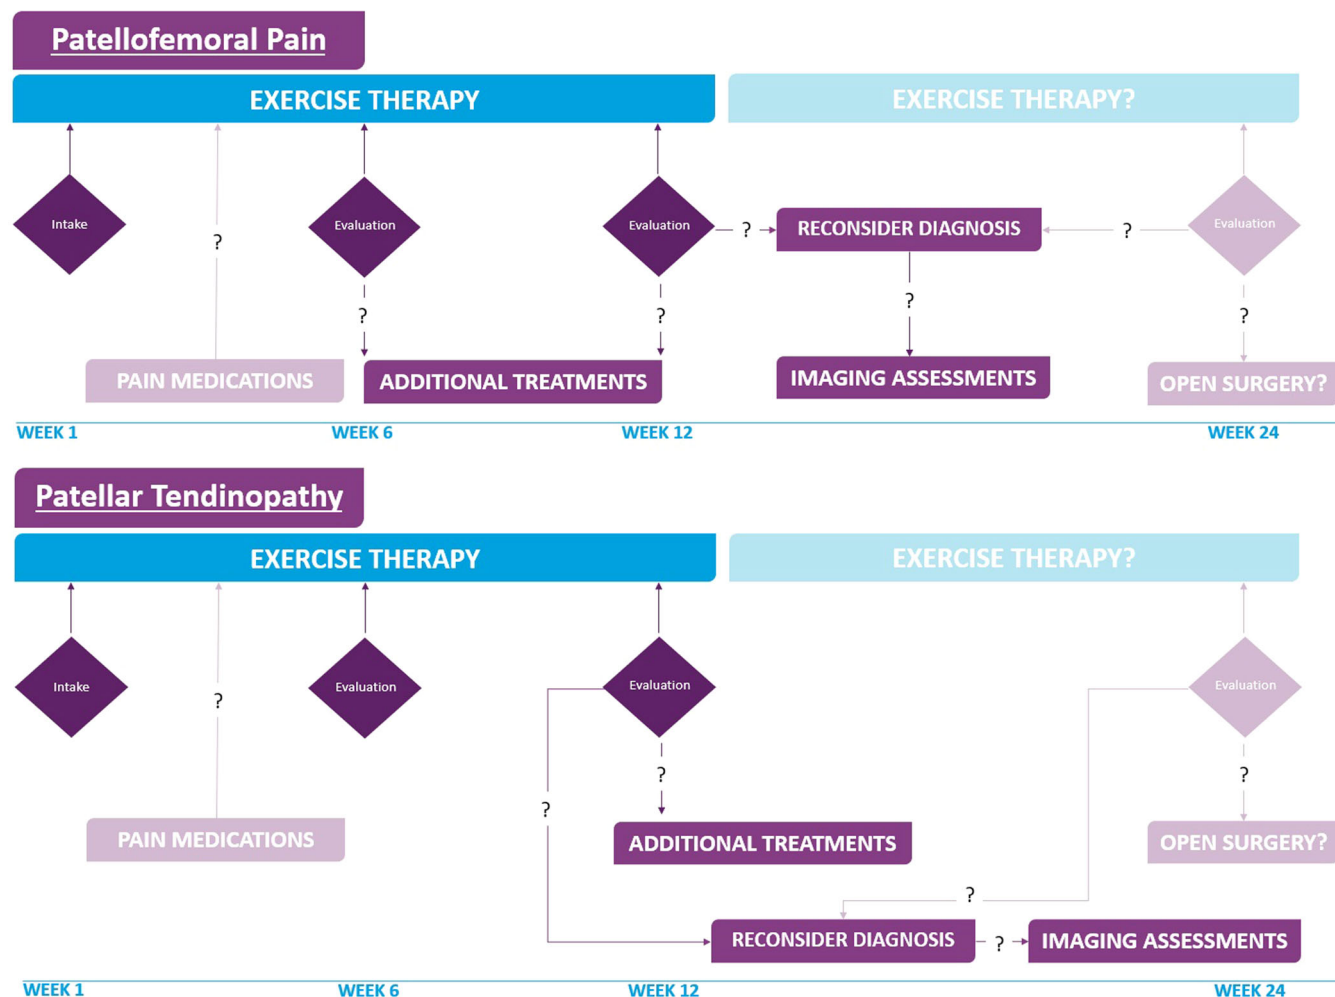 Patellofemoral Pain
EXERCISE THERAPY
EXERCISE THERAPY?
Intake
?
Evaluation
Evaluation
?
RECONSIDER DIAGNOSIS
?
Evaluation
?
?
?
?
PAIN MEDICATIONS
ADDITIONAL TREATMENTS
IMAGING ASSESSMENTS
OPEN SURGERY?
WEEK 1
WEEK 6
WEEK 12
WEEK 24
Patellar Tendinopathy
EXERCISE THERAPY
EXERCISE THERAPY?
Intake
?
Evaluation
Evaluation
Evaluation
?
?
?
PAIN MEDICATIONS
ADDITIONAL TREATMENTS
OPEN SURGERY?
?
RECONSIDER DIAGNOSIS
?
IMAGING ASSESSMENTS
WEEK 1
WEEK 6
WEEK 12
WEEK 24